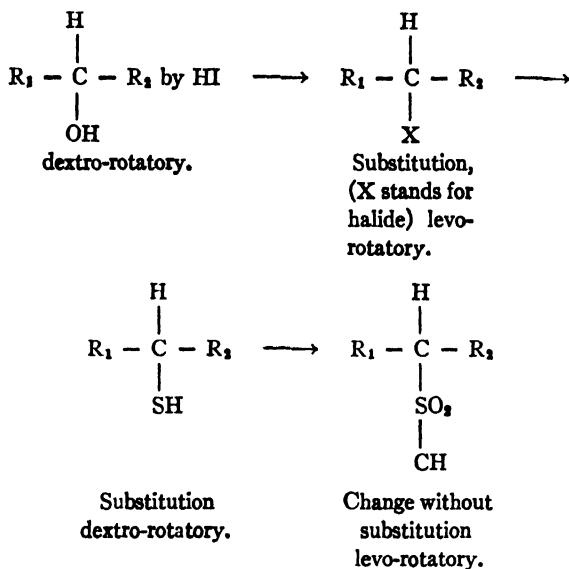 H H
R₁ – C – R₂ by HI ⟶ R₁ – C – R₂ ⟶
OH X
dextro-rotatory. Substitution,
(X stands for
halide) levo-
rotatory.
H H
R₁ – C – R₂ ⟶ R₁ – C – R₂
SH SO₂
CH
Substitution Change without
dextro-rotatory. substitution
levo-rotatory.